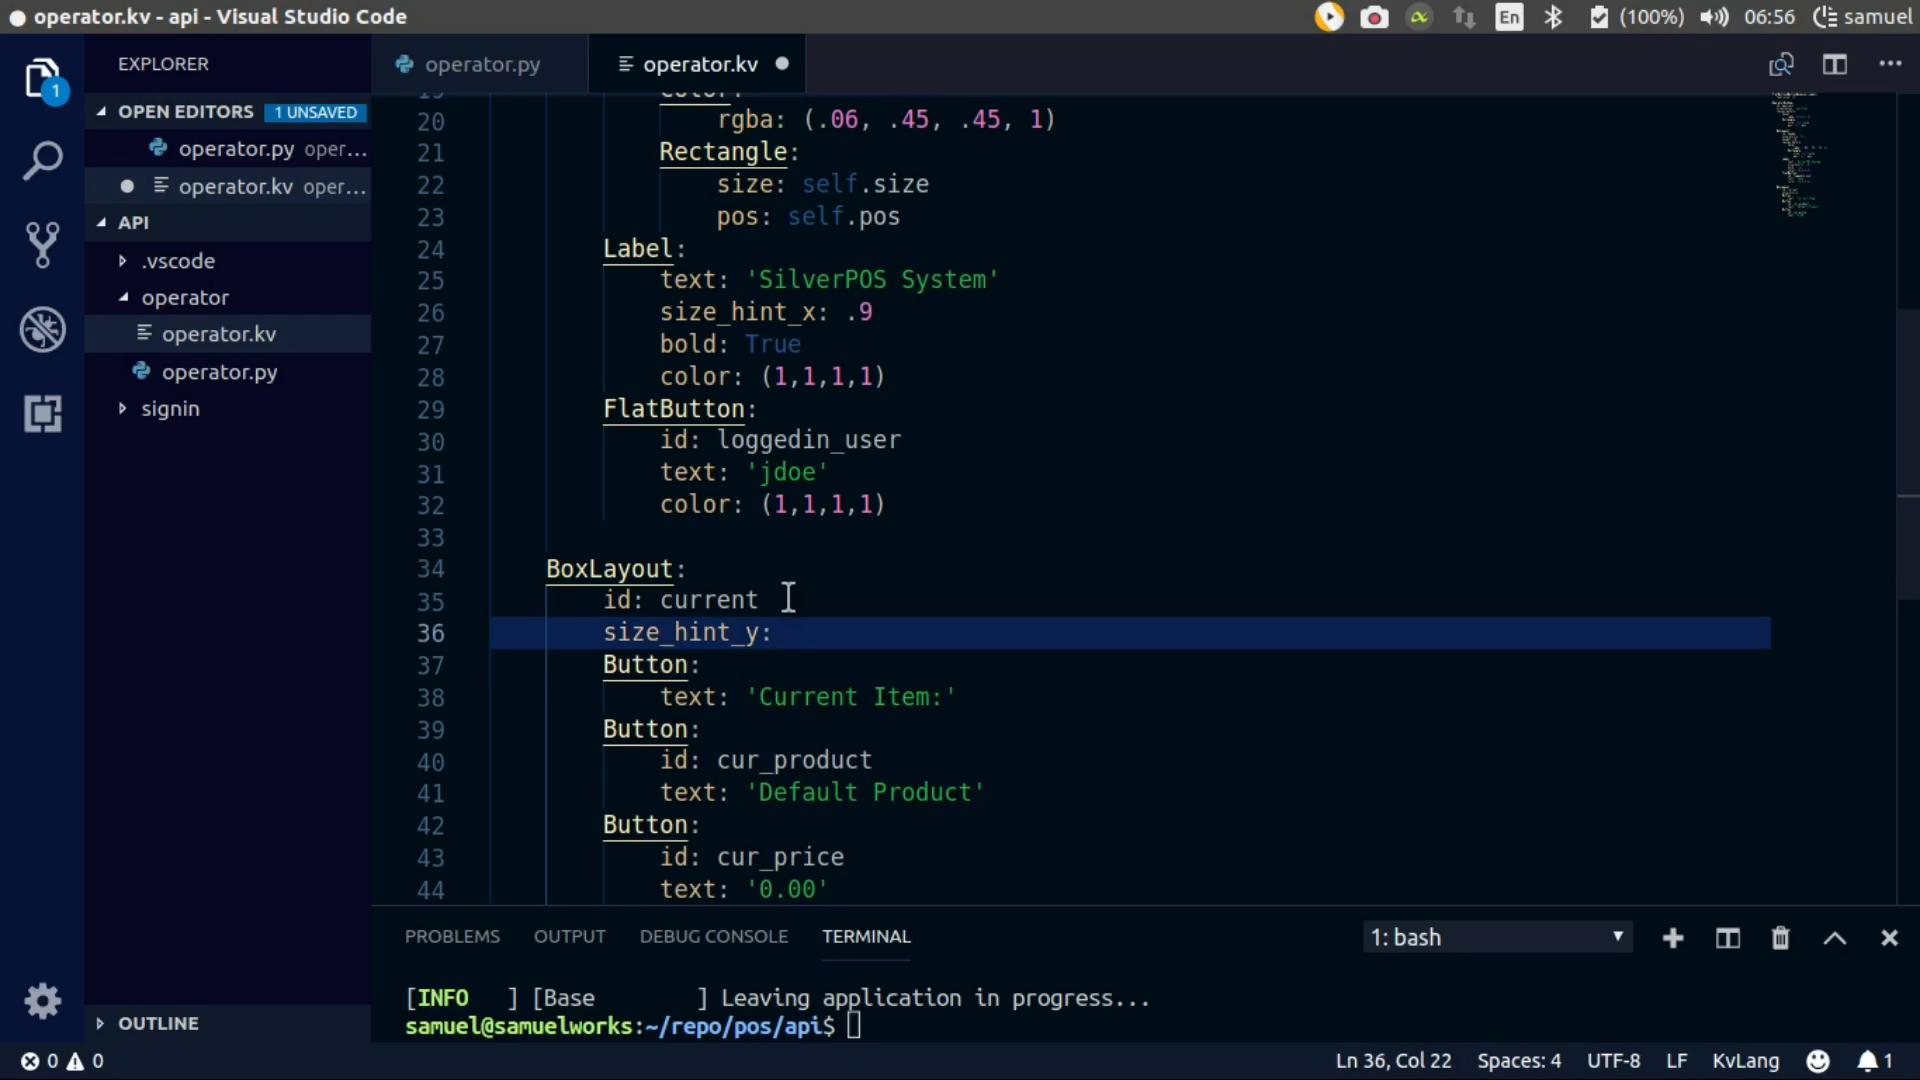 operator.kv - api - Visual Studio Code
En
(100%)
06:56
samuel
1
EXPLORER
OPEN EDITORS 1 UNSAVED
operator.py oper...
operator.kv oper...
API
.vscode
operator
operator.kv
operator.py
signin
OUTLINE
operator.py
operator.kv
20 rgba: (.06, .45, .45, 1)
21 Rectangle:
22 size: self.size
23 pos: self.pos
24 Label:
25 text: 'SilverPOS System'
26 size_hint_x: .9
27 bold: True
28 color: (1,1,1,1)
29 FlatButton:
30 id: loggedin_user
31 text: 'jdoe'
32 color: (1,1,1,1)
33
34 BoxLayout:
35 id: current
36 size_hint_y:
37 Button:
38 text: 'Current Item:'
39 Button:
40 id: cur_product
41 text: 'Default Product'
42 Button:
43 id: cur_price
44 text: '0.00'
PROBLEMS OUTPUT DEBUG CONSOLE TERMINAL
1: bash
[INFO ] [Base ] Leaving application in progress...
samuel@samuelworks:~/repo/pos/api$
0 0
Ln 36, Col 22 Spaces: 4 UTF-8 LF KvLang 1